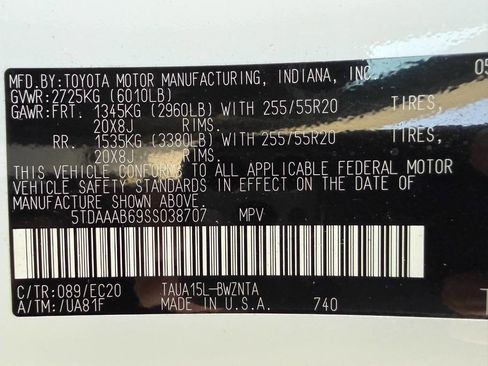 MFD.BY:TOYOTA MOTOR MANUFACTURING, INDIANA, INC. 05
GVWR:2725KG (6010LB)
GAWR:FRT. 1345KG (2960LB) WITH 255/55R20 TIRES,
20X8J RIMS.
RR. 1535KG (3380LB) WITH 255/55R20 TIRES,
20X8J RIMS.
THIS VEHICLE CONFORMS TO ALL APPLICABLE FEDERAL MOTOR
VEHICLE SAFETY STANDARDS IN EFFECT ON THE DATE OF
MANUFACTURE SHOWN ABOVE.
5TDAAAB69SS038707 MPV
C/TR:089/EC20 TAUA15L-BWZNTA
A/TM:/UA81F MADE IN U.S.A. 740